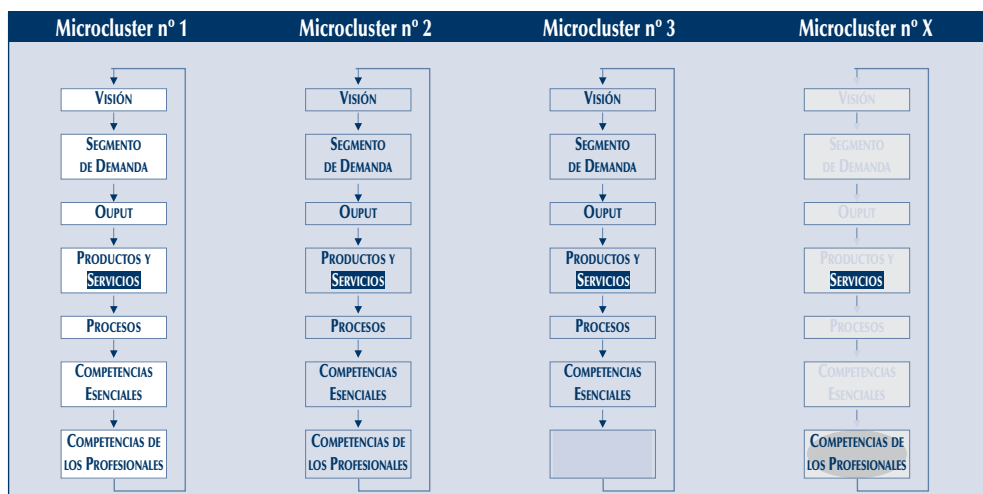 Microcluster nº 1
Microcluster nº 2
Microcluster nº 3
Microcluster nº X
VISIÓN
SEGMENTO
DE DEMANDA
OUPUT
PRODUCTOS Y
SERVICIOS
PROCESOS
COMPETENCIAS
ESENCIALES
COMPETENCIAS DE
LOS PROFESIONALES
VISIÓN
SEGMENTO
DE DEMANDA
OUPUT
PRODUCTOS Y
SERVICIOS
PROCESOS
COMPETENCIAS
ESENCIALES
COMPETENCIAS DE
LOS PROFESIONALES
VISIÓN
SEGMENTO
DE DEMANDA
OUPUT
PRODUCTOS Y
SERVICIOS
PROCESOS
COMPETENCIAS
ESENCIALES
VISIÓN
SEGMENTO
DE DEMANDA
OUPUT
PRODUCTOS Y
SERVICIOS
PROCESOS
COMPETENCIAS
ESENCIALES
COMPETENCIAS DE
LOS PROFESIONALES